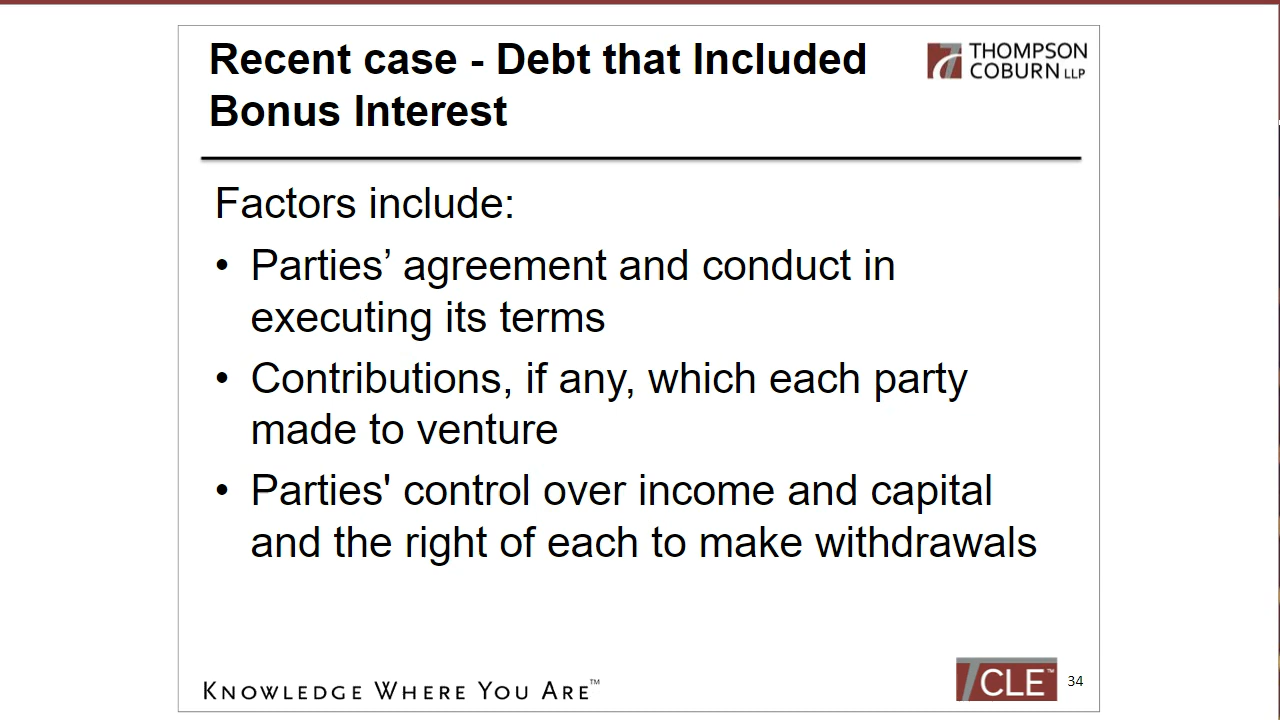 Recent case - Debt that Included
Bonus Interest
THOMPSON
COBURN LLP
Factors include:
• Parties’ agreement and conduct in
executing its terms
• Contributions, if any, which each party
made to venture
• Parties' control over income and capital
and the right of each to make withdrawals
KNOWLEDGE WHERE YOU ARE™
TCLE™
34